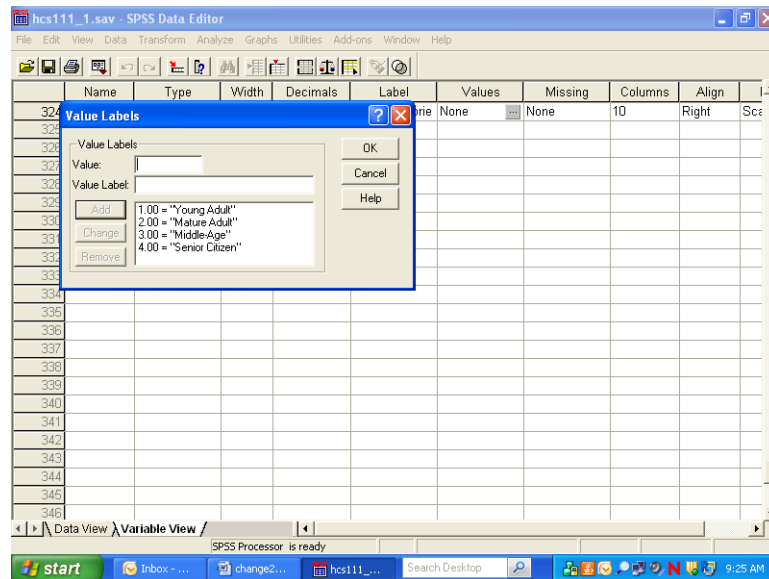 hcs111_1.sav - SPSS Data Editor
File Edit View Data Transform Analyze Graphs Utilities Add-ons Window Help
Name Type Width Decimals Label Values Missing Columns Align
324 orie None ... None 10 Right Sca
Value Labels
Value Labels
Value:
Value Label:
Add
Change
Remove
1.00 = "Young Adult"
2.00 = "Mature Adult"
3.00 = "Middle-Age"
4.00 = "Senior Citizen"
OK
Cancel
Help
325
326
327
328
329
330
331
332
333
334
335
336
337
338
339
340
341
342
343
344
345
346
Data View Variable View
SPSS Processor is ready
start Inbox - ... change2... hcs111_... Search Desktop N 9:25 AM